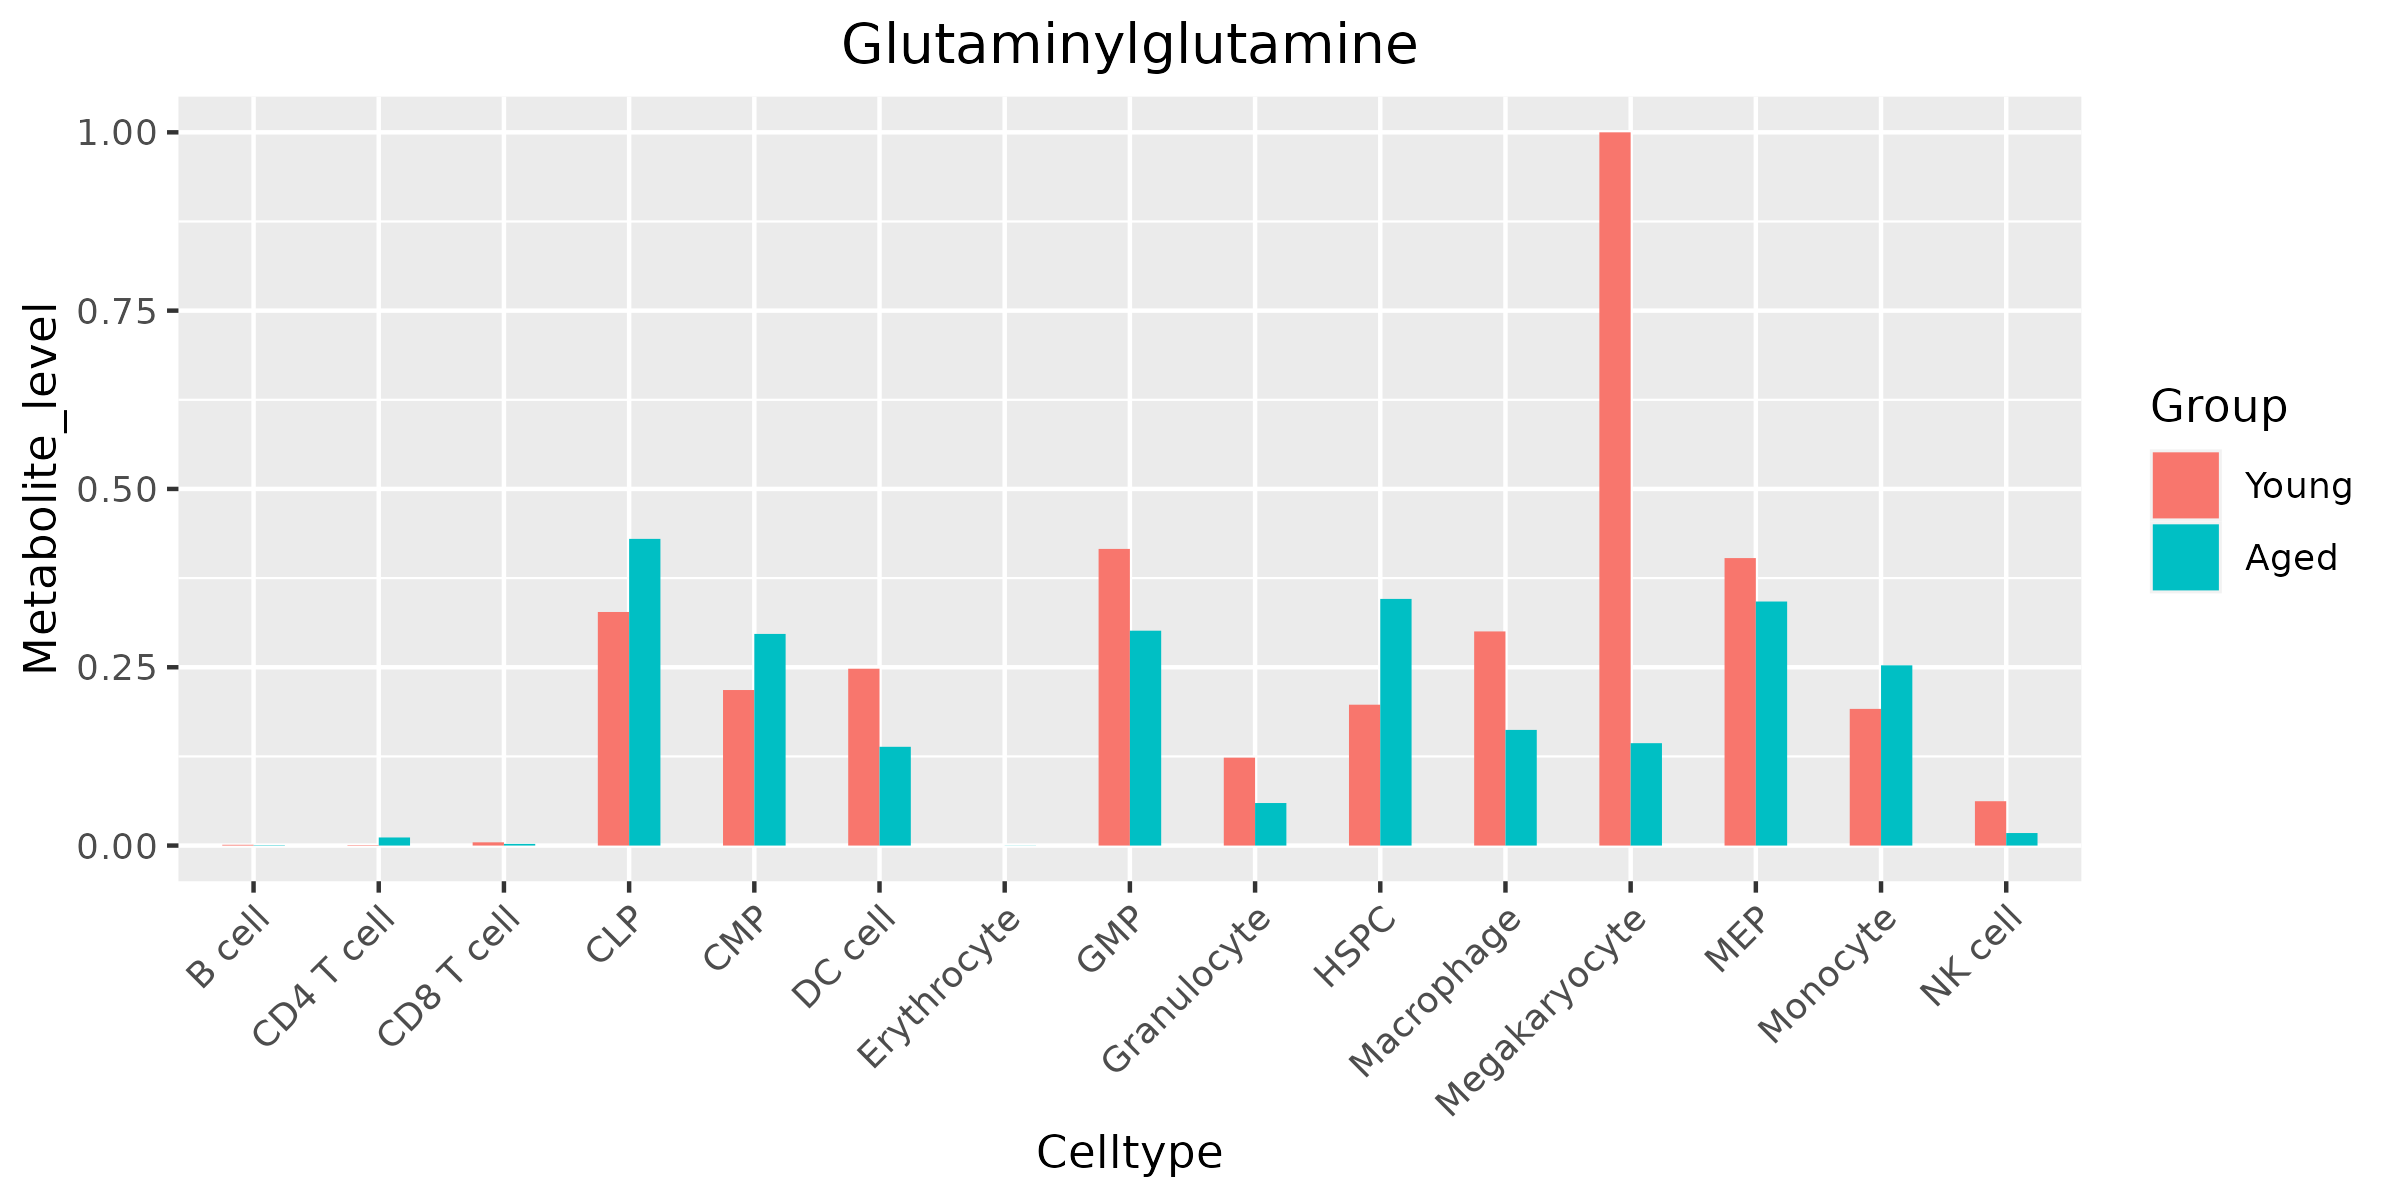 Glutaminylglutamine
Metabolite_level
1.00
0.75
0.50
0.25
0.00
B cell
CD4 T cell
CD8 T cell
CLP
CMP
DC cell
Erythrocyte
GMP
Granulocyte
HSPC
Macrophage
Megakaryocyte
MEP
Monocyte
NK cell
Celltype
Group
Young
Aged